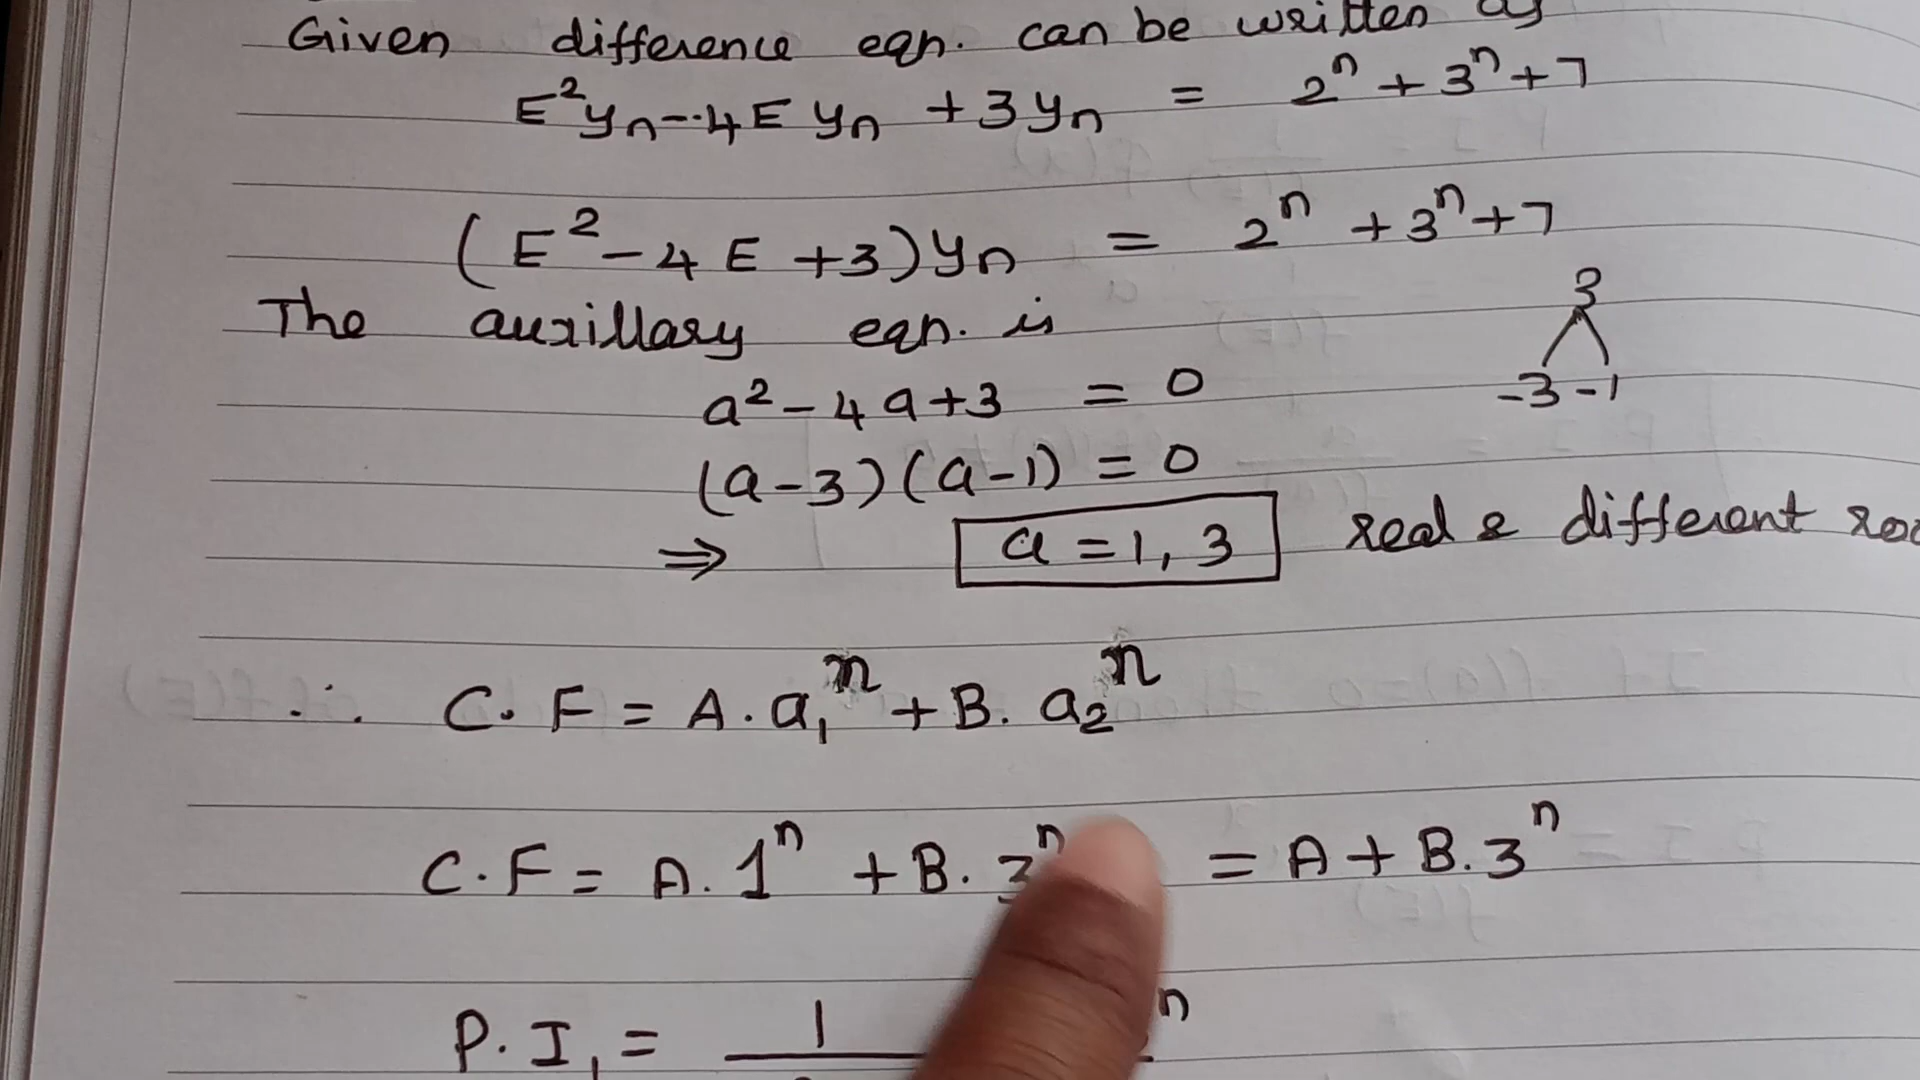 Given difference eqn. can be written as
E²yₙ - 4E yₙ + 3yₙ = 2ⁿ + 3ⁿ + 7
(E² - 4E + 3)yₙ = 2ⁿ + 3ⁿ + 7
The auxillary eqn. is
3
-3 -1
a² - 4a + 3 = 0
(a-3)(a-1) = 0
⇒ a = 1, 3 real & different
∴ C.F = A.a₁ⁿ + B.a₂ⁿ
C.F = A.1ⁿ + B.3ⁿ = A + B.3ⁿ
P.I₁ = 1 n